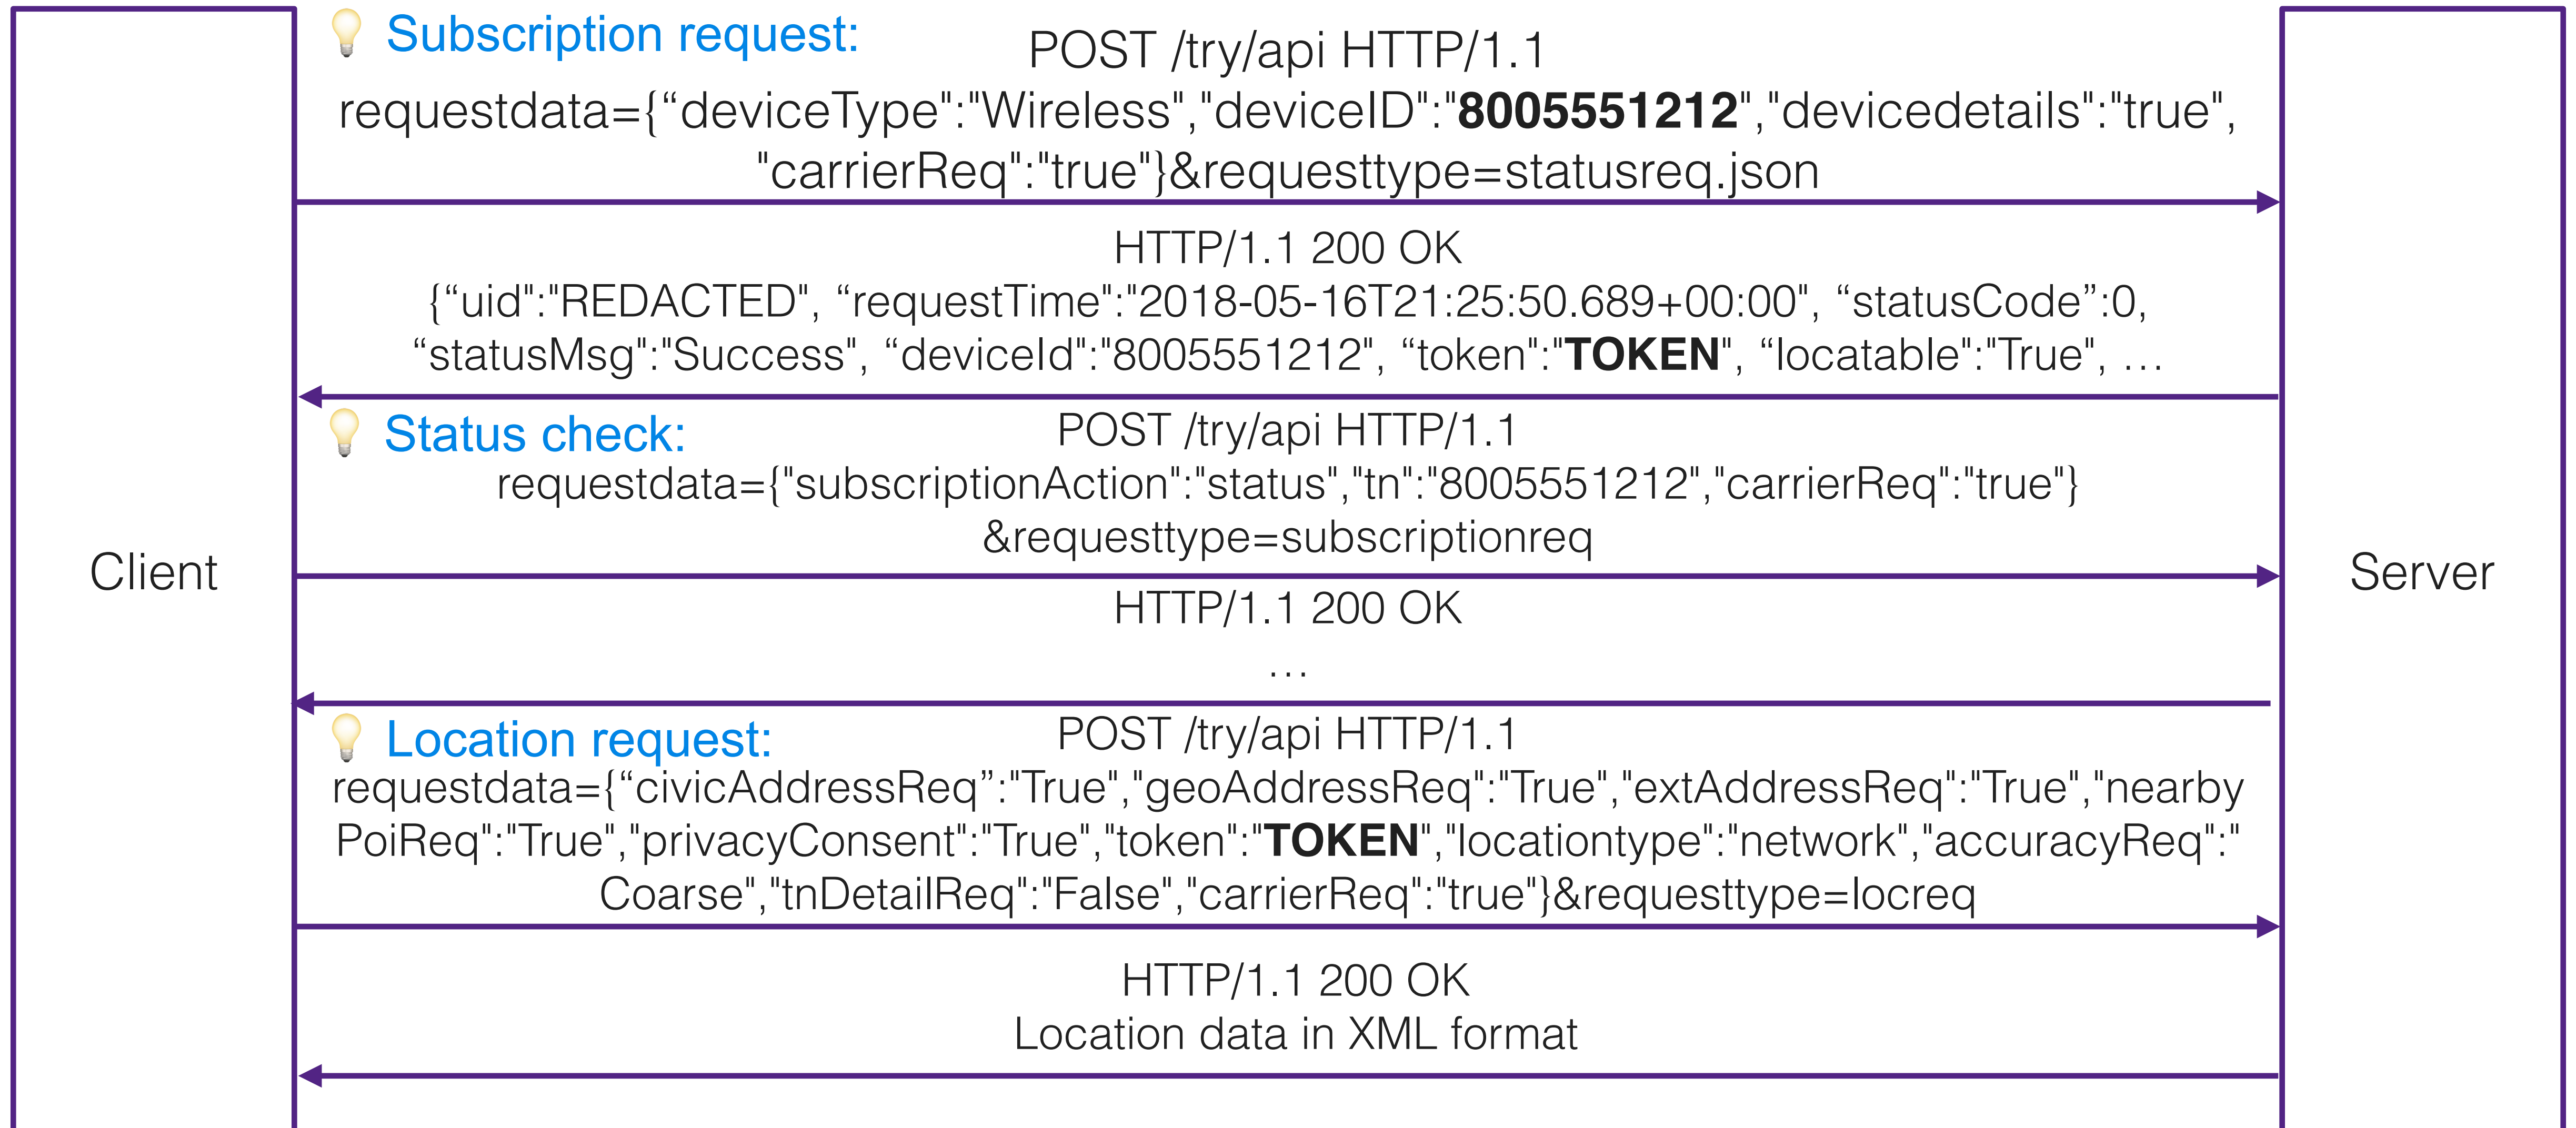 Subscription request:
POST /try/api HTTP/1.1
requestdata={“deviceType":"Wireless","deviceID":"8005551212","devicedetails":"true",
"carrierReq":"true"}&requesttype=statusreq.json
HTTP/1.1 200 OK
{“uid":"REDACTED", “requestTime":"2018-05-16T21:25:50.689+00:00", “statusCode”:0,
“statusMsg":"Success", “deviceId":"8005551212", “token":"TOKEN", “locatable":"True", …
Status check:
POST /try/api HTTP/1.1
requestdata={"subscriptionAction":"status","tn":"8005551212","carrierReq":"true"}
&requesttype=subscriptionreq
Client
Server
HTTP/1.1 200 OK
…
Location request:
POST /try/api HTTP/1.1
requestdata={“civicAddressReq”:"True","geoAddressReq":"True","extAddressReq":"True","nearby
PoiReq":"True","privacyConsent":"True","token":"TOKEN","locationtype":"network","accuracyReq":"
Coarse","tnDetailReq":"False","carrierReq":"true"}&requesttype=locreq
HTTP/1.1 200 OK
Location data in XML format